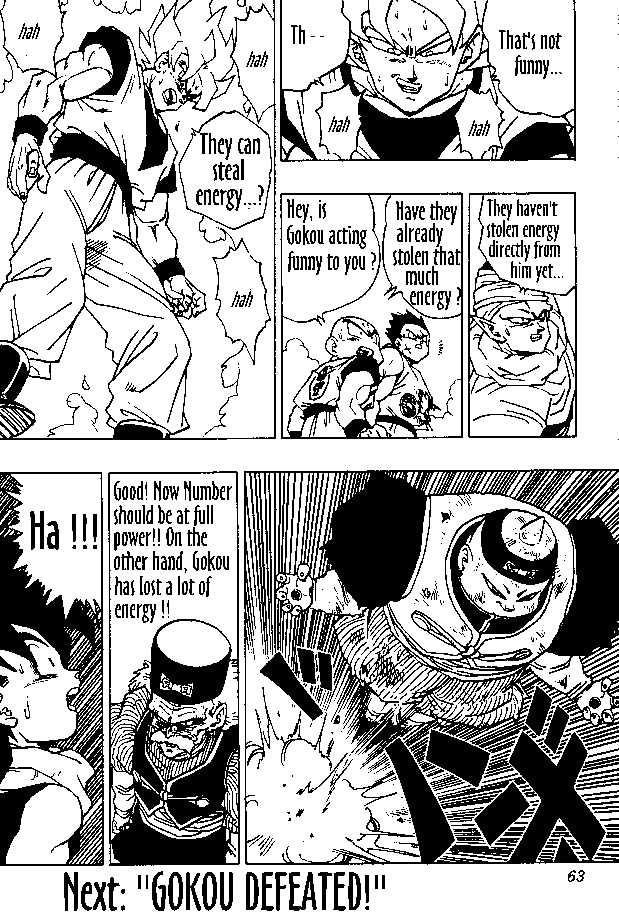 hah
hah
They can
steal
energy...?
hah
Th --
That's not
funny...
hah
hah
Hey, is
Gokou acting
funny to you ?
Have they
already
stolen that
much
energy ?
They haven't
stolen energy
directly from
him yet...
Ha !!!
Good! Now Number
should be at full
power!! On the
other hand, Gokou
has lost a lot of
energy !!
63
Next: "GOKOU DEFEATED!"